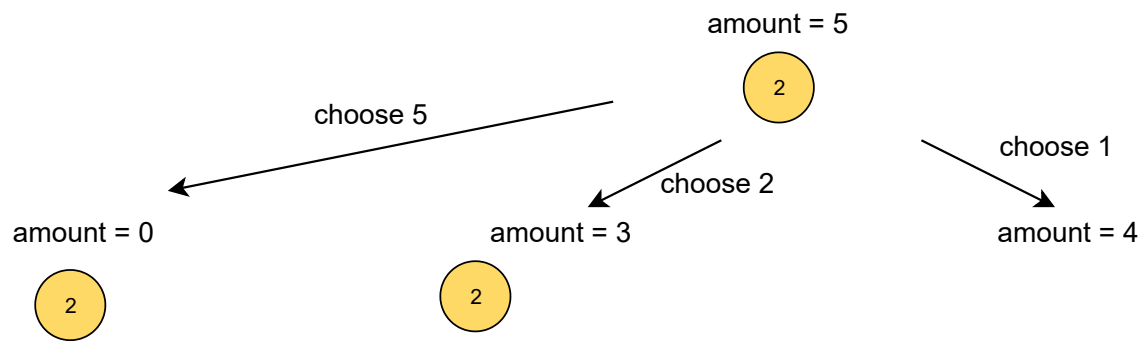 amount = 5
2
choose 5
choose 1
choose 2
amount = 0
amount = 3
amount = 4
2
2